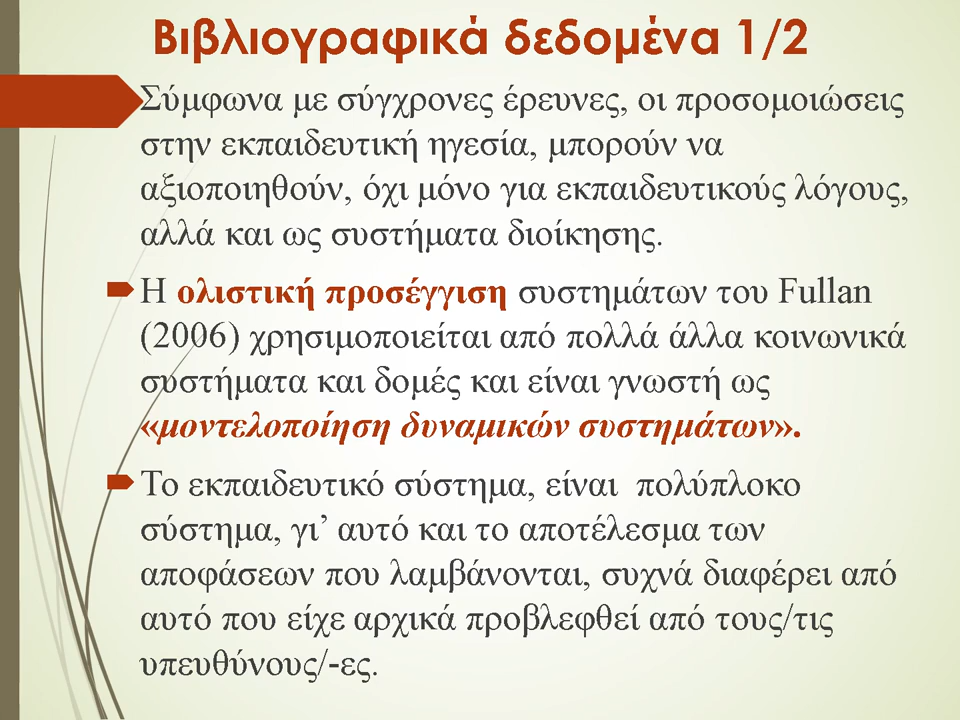 Βιβλιογραφικά δεδομένα 1/2
Σύμφωνα με σύγχρονες έρευνες, οι προσομοιώσεις
στην εκπαιδευτική ηγεσία, μπορούν να
αξιοποιηθούν, όχι μόνο για εκπαιδευτικούς λόγους,
αλλά και ως συστήματα διοίκησης.
Η ολιστική προσέγγιση συστημάτων του Fullan
(2006) χρησιμοποιείται από πολλά άλλα κοινωνικά
συστήματα και δομές και είναι γνωστή ως
«μοντελοποίηση δυναμικών συστημάτων».
Το εκπαιδευτικό σύστημα, είναι πολύπλοκο
σύστημα, γι’ αυτό και το αποτέλεσμα των
αποφάσεων που λαμβάνονται, συχνά διαφέρει από
αυτό που είχε αρχικά προβλεφθεί από τους/τις
υπευθύνους/-ες.